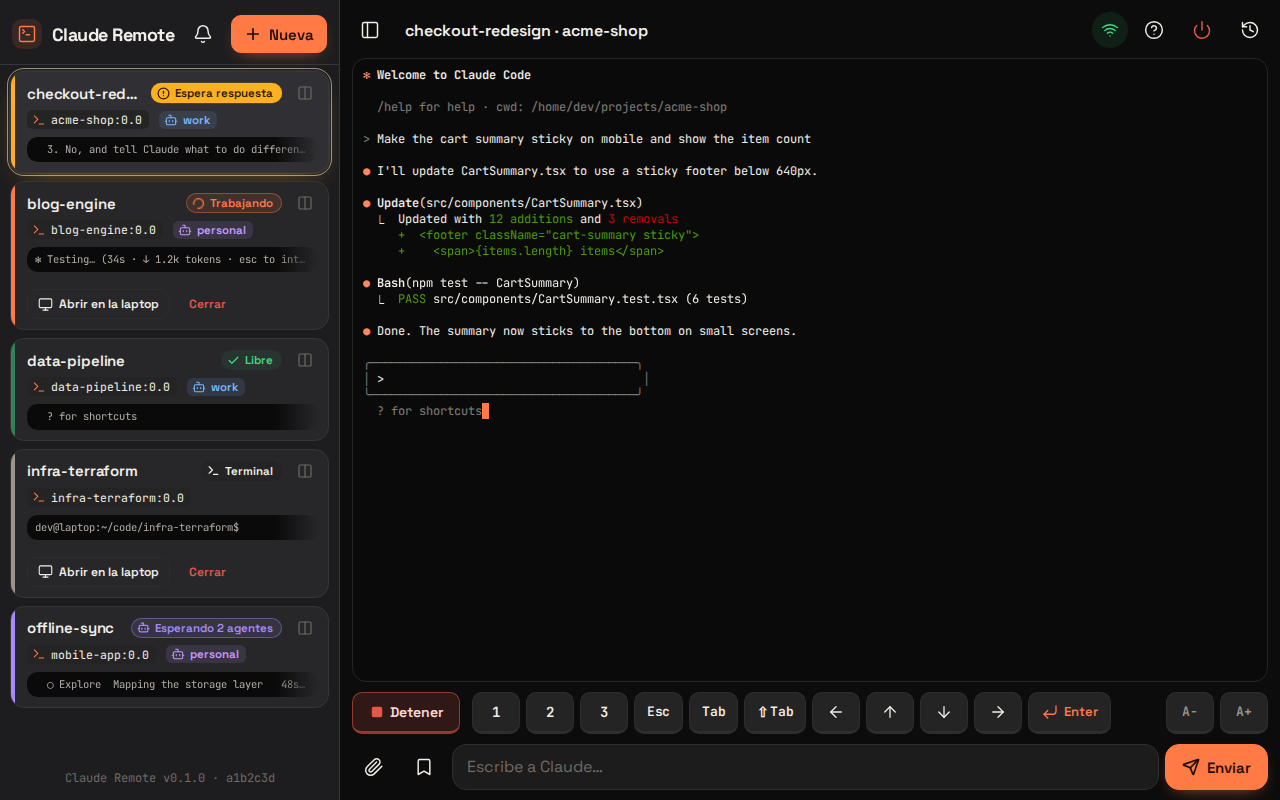 Claude Remote
Nueva
checkout-red…
Espera respuesta
acme-shop:0.0
work
3. No, and tell Claude what to do differen…
blog-engine
Trabajando
blog-engine:0.0
personal
✻ Testing… (34s · ↓ 1.2k tokens · esc to int…
Abrir en la laptop
Cerrar
data-pipeline
Libre
data-pipeline:0.0
work
? for shortcuts
infra-terraform
Terminal
infra-terraform:0.0
dev@laptop:~/code/infra-terraform$
Abrir en la laptop
Cerrar
offline-sync
Esperando 2 agentes
mobile-app:0.0
personal
○ Explore  Mapping the storage layer  48s…
Claude Remote v0.1.0 · a1b2c3d
checkout-redesign · acme-shop
✻ Welcome to Claude Code
/help for help · cwd: /home/dev/projects/acme-shop
> Make the cart summary sticky on mobile and show the item count
● I'll update CartSummary.tsx to use a sticky footer below 640px.
● Update(src/components/CartSummary.tsx)
⎿ Updated with 12 additions and 3 removals
+ <footer className="cart-summary sticky">
+ <span>{items.length} items</span>
● Bash(npm test -- CartSummary)
⎿ PASS src/components/CartSummary.test.tsx (6 tests)
● Done. The summary now sticks to the bottom on small screens.
>
? for shortcuts
Detener
1
2
3
Esc
Tab
⇧Tab
←
↑
↓
→
Enter
A-
A+
Escribe a Claude…
Enviar